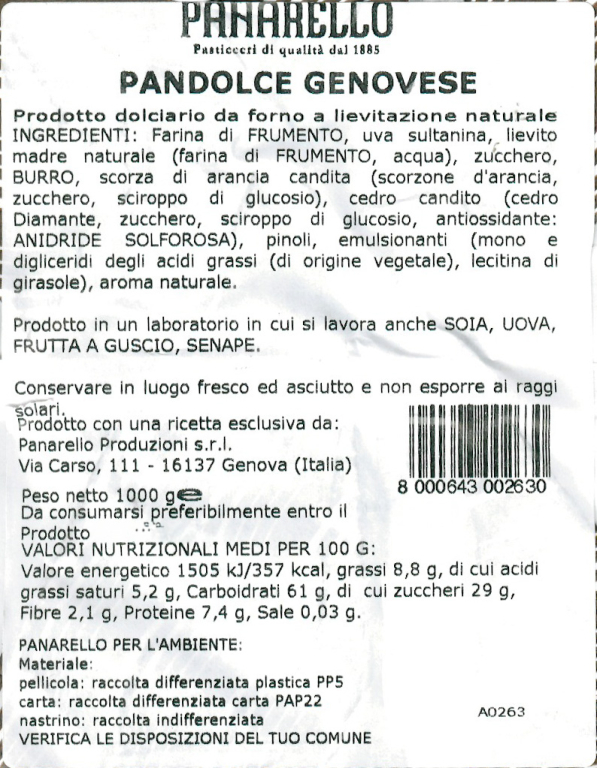 PANARELLO
Pasticceri di qualità dal 1885
PANDOLCE GENOVESE
Prodotto dolciario da forno a lievitazione naturale
INGREDIENTI: Farina di FRUMENTO, uva sultanina, lievito
madre naturale (farina di FRUMENTO, acqua), zucchero,
BURRO, scorza di arancia candita (scorzone d'arancia,
zucchero, sciroppo di glucosio), cedro candito (cedro
Diamante, zucchero, sciroppo di glucosio, antiossidante:
ANIDRIDE SOLFOROSA), pinoli, emulsionanti (mono e
digliceridi degli acidi grassi (di origine vegetale), lecitina di
girasole), aroma naturale.
Prodotto in un laboratorio in cui si lavora anche SOIA, UOVA,
FRUTTA A GUSCIO, SENAPE.
Conservare in luogo fresco ed asciutto e non esporre ai raggi
solari.
Prodotto con una ricetta esclusiva da:
Panarello Produzioni s.r.l.
Via Carso, 111 - 16137 Genova (Italia)
8 000643 002630
Peso netto 1000 g℮
Da consumarsi preferibilmente entro il
Prodotto
VALORI NUTRIZIONALI MEDI PER 100 G:
Valore energetico 1505 kJ/357 kcal, grassi 8,8 g, di cui acidi
grassi saturi 5,2 g, Carboidrati 61 g, di cui zuccheri 29 g,
Fibre 2,1 g, Proteine 7,4 g, Sale 0,03 g.
PANARELLO PER L'AMBIENTE:
Materiale:
pellicola: raccolta differenziata plastica PP5
carta: raccolta differenziata carta PAP22
nastrino: raccolta indifferenziata
VERIFICA LE DISPOSIZIONI DEL TUO COMUNE
A0263